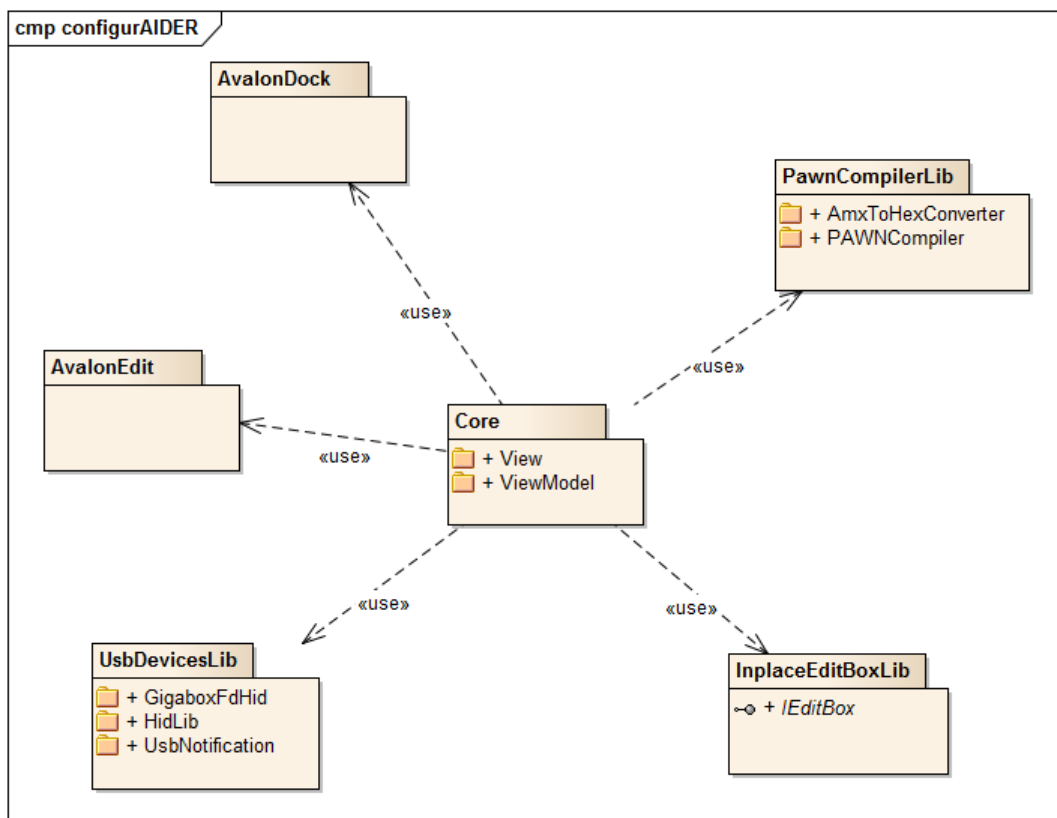 cmp configurAIDER
AvalonDock
PawnCompilerLib
+ AmxToHexConverter
+ PAWNCompiler
«use»
«use»
AvalonEdit
«use»
Core
+ View
+ ViewModel
«use»
«use»
UsbDevicesLib
+ GigaboxFdHid
+ HidLib
+ UsbNotification
InplaceEditBoxLib
+ IEditBox